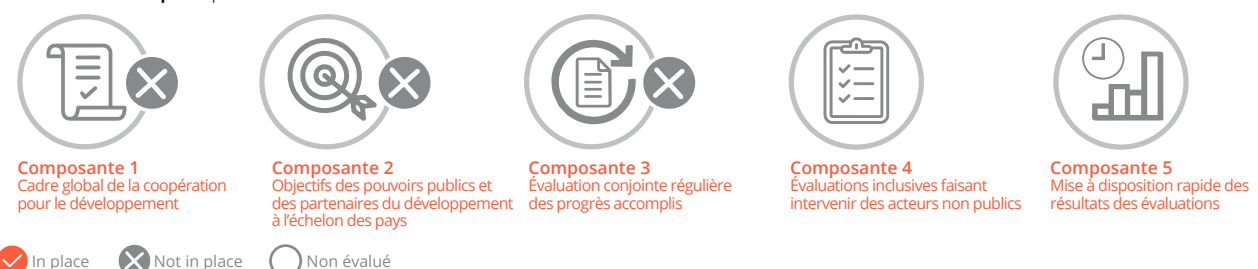 Composante 1
Cadre global de la coopération
pour le développement
Composante 2
Objectifs des pouvoirs publics et
des partenaires du développement
à l’échelon des pays
Composante 3
Évaluation conjointe régulière
des progrès accomplis
Composante 4
Évaluations inclusives faisant
intervenir des acteurs non publics
Composante 5
Mise à disposition rapide des
résultats des évaluations
In place
Not in place
Non évalué